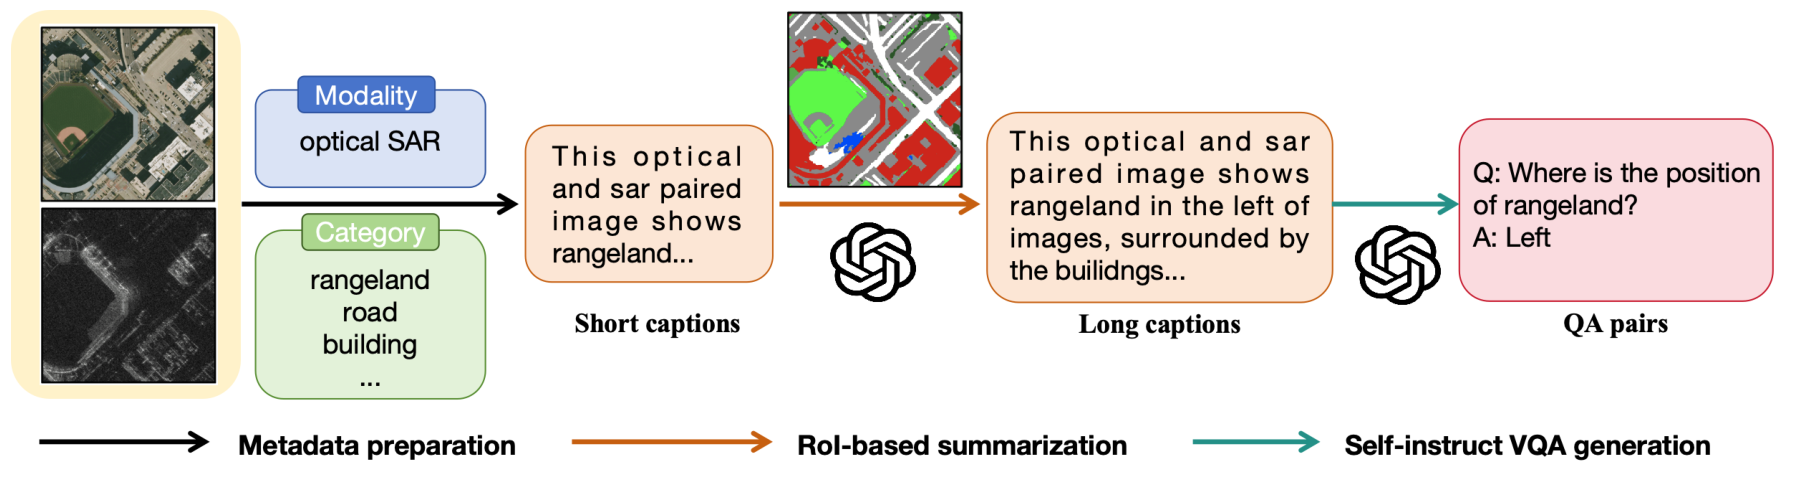 Modality
optical SAR
Category
rangeland
road
building
...
This optical
and sar paired
image shows
rangeland...
Short captions
This optical and sar
paired image shows
rangeland in the left of
images, surrounded by
the builidngs...
Long captions
Q: Where is the position
of rangeland?
A: Left
QA pairs
Metadata preparation
RoI-based summarization
Self-instruct VQA generation